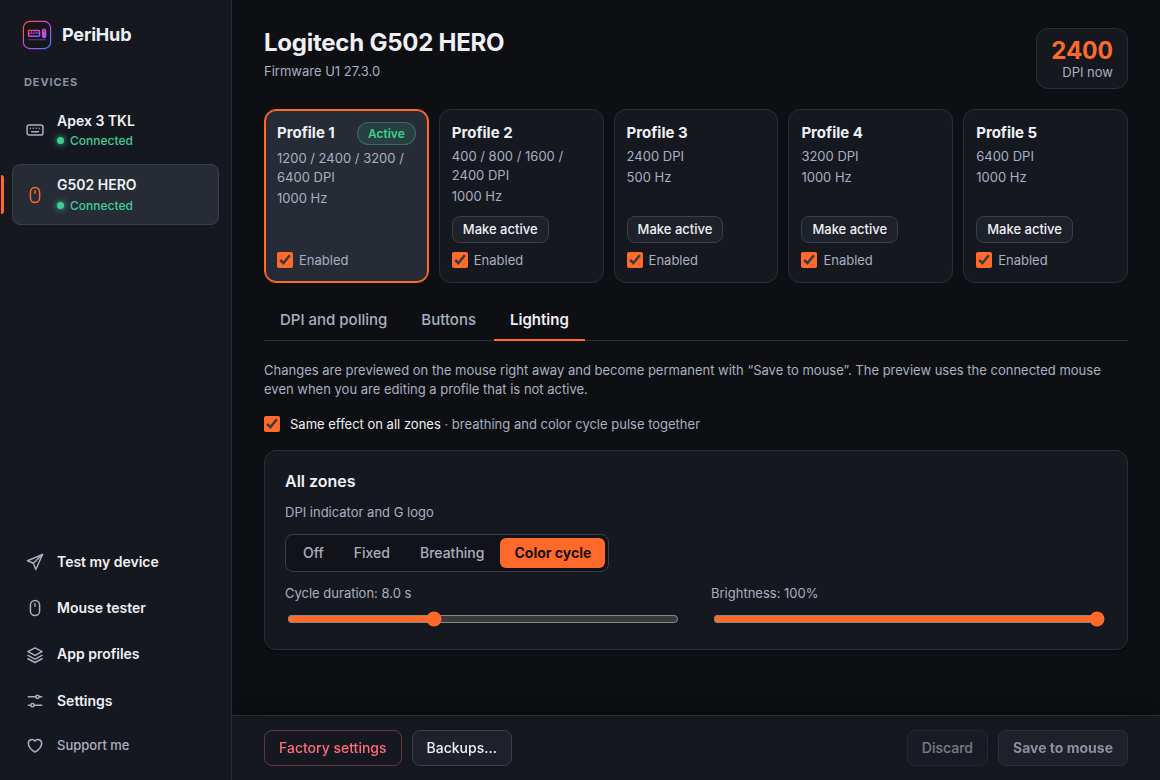 PeriHub
DEVICES
Apex 3 TKL
Connected
G502 HERO
Connected
Test my device
Mouse tester
App profiles
Settings
Support me
Logitech G502 HERO
Firmware U1 27.3.0
2400
DPI now
Profile 1
Active
1200 / 2400 / 3200 /
6400 DPI
1000 Hz
Enabled
Profile 2
400 / 800 / 1600 /
2400 DPI
1000 Hz
Make active
Enabled
Profile 3
2400 DPI
500 Hz
Make active
Enabled
Profile 4
3200 DPI
1000 Hz
Make active
Enabled
Profile 5
6400 DPI
1000 Hz
Make active
Enabled
DPI and polling
Buttons
Lighting
Changes are previewed on the mouse right away and become permanent with “Save to mouse”. The preview uses the connected mouse
even when you are editing a profile that is not active.
Same effect on all zones · breathing and color cycle pulse together
All zones
DPI indicator and G logo
Off
Fixed
Breathing
Color cycle
Cycle duration: 8.0 s
Brightness: 100%
Factory settings
Backups...
Discard
Save to mouse